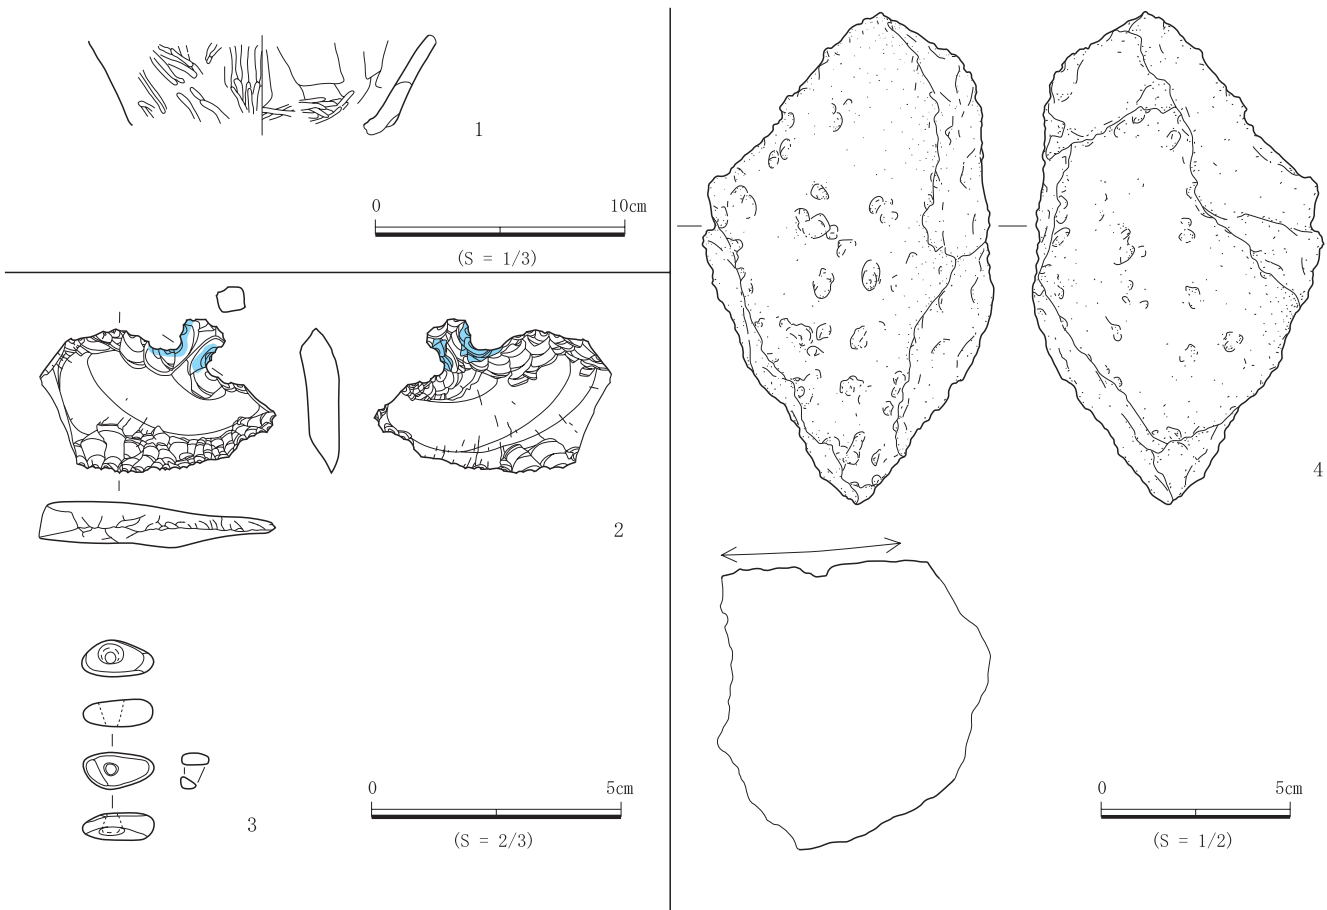 1
0 10cm
(S = 1/3)
2
3
0 5cm
(S = 2/3)
4
0 5cm
(S = 1/2)